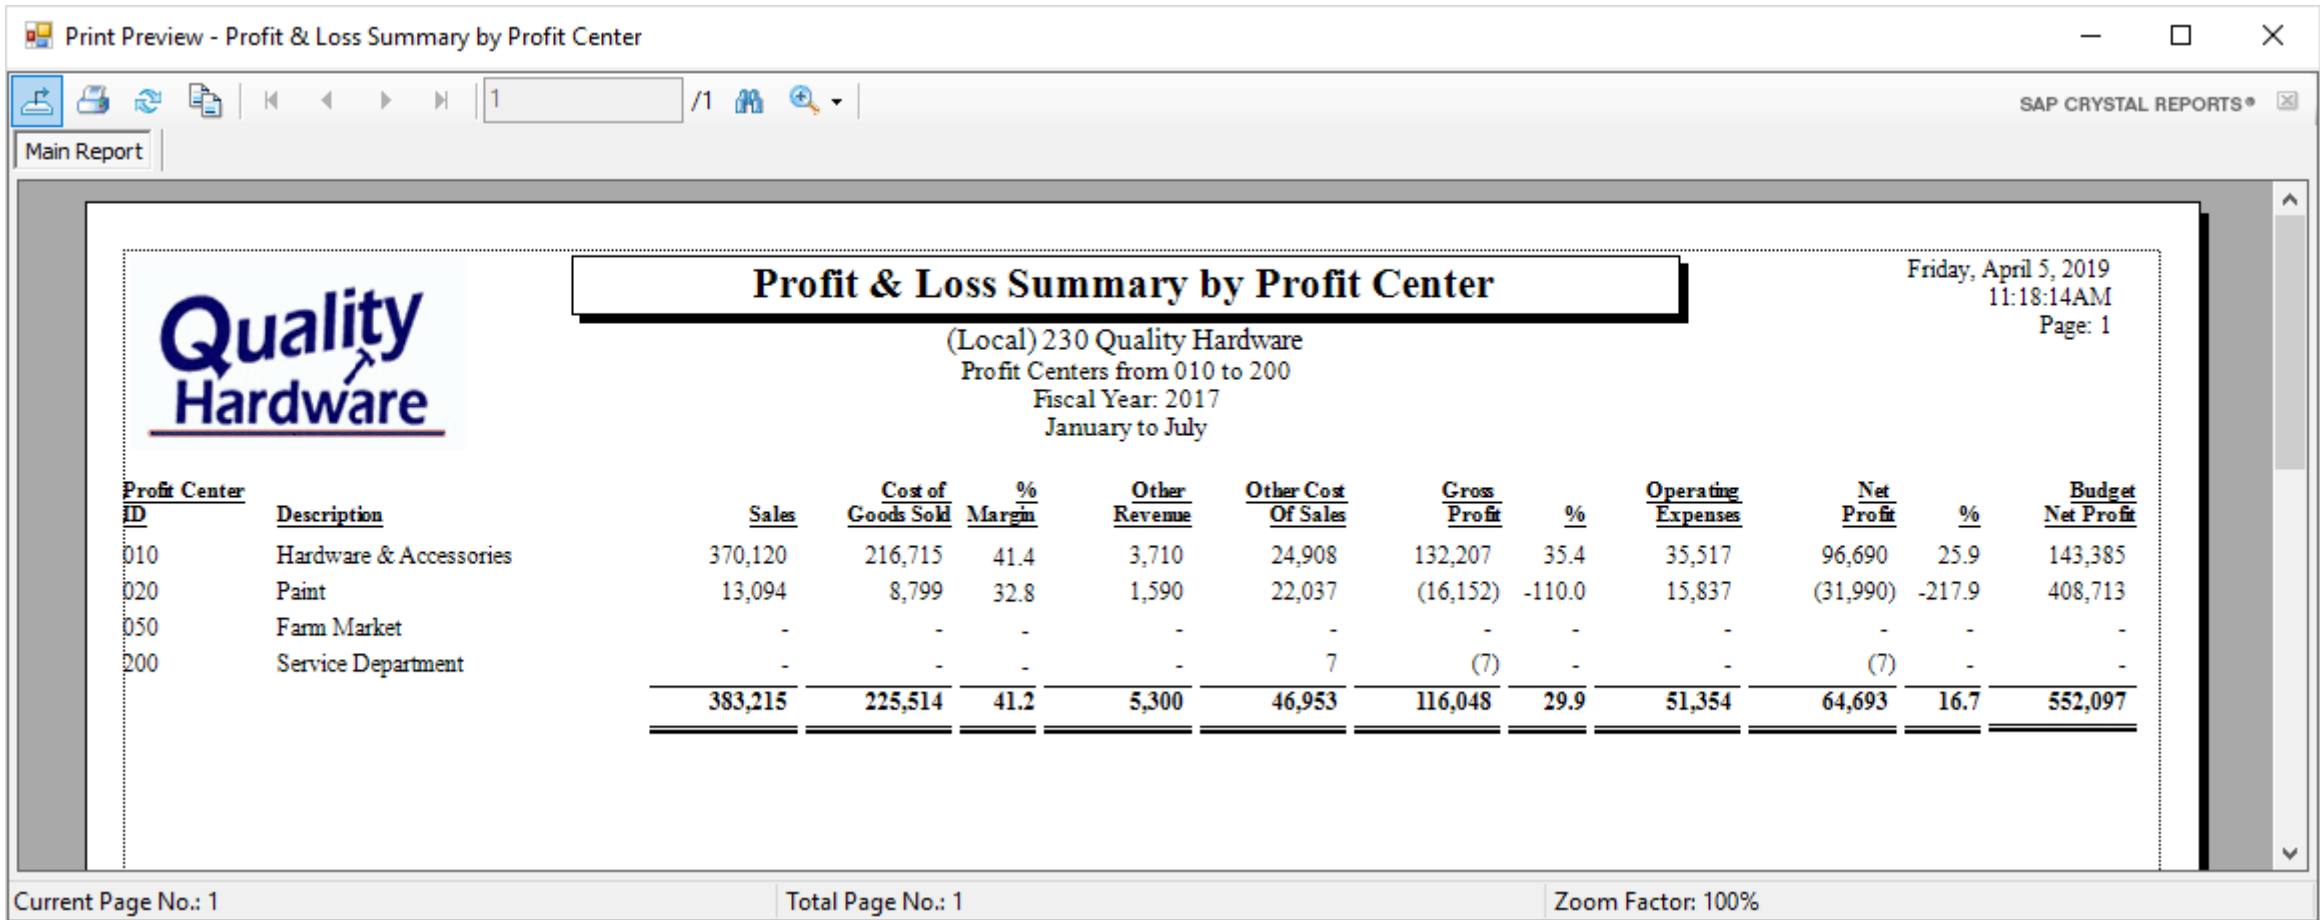 Print Preview - Profit & Loss Summary by Profit Center
1 /1 SAP CRYSTAL REPORTS®
Main Report
Quality
Hardware
Profit & Loss Summary by Profit Center
Friday, April 5, 2019
11:18:14AM
Page: 1
(Local) 230 Quality Hardware
Profit Centers from 010 to 200
Fiscal Year: 2017
January to July
Profit Center Cost of % Other Other Cost Gross Operating Net Budget
ID Description Sales Goods Sold Margin Revenue Of Sales Profit % Expenses Profit % Net Profit
010 Hardware & Accessories 370,120 216,715 41.4 3,710 24,908 132,207 35.4 35,517 96,690 25.9 143,385
020 Paint 13,094 8,799 32.8 1,590 22,037 (16,152) -110.0 15,837 (31,990) -217.9 408,713
050 Farm Market - - - - - - - - - - -
200 Service Department - - - - 7 (7) - - (7) - -
383,215 225,514 41.2 5,300 46,953 116,048 29.9 51,354 64,693 16.7 552,097
Current Page No.: 1 Total Page No.: 1 Zoom Factor: 100%